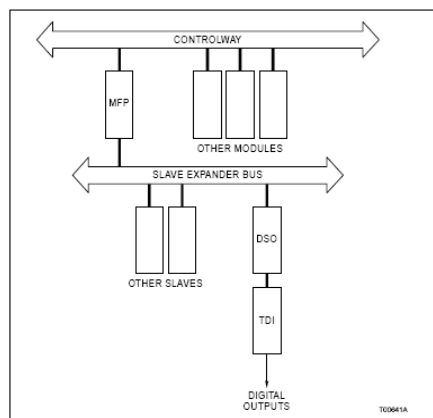 CONTROLWAY
MFP
OTHER MODULES
SLAVE EXPANDER BUS
DSO
OTHER SLAVES
TDI
DIGITAL
OUTPUTS
T00641A